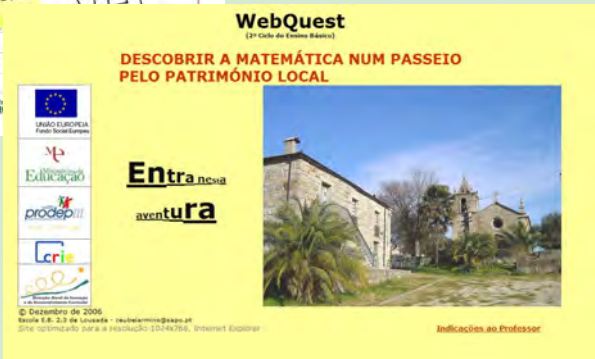 WebQuest
(2º Ciclo do Ensino Básico)
DESCOBRIR A MATEMÁTICA NUM PASSEIO
PELO PATRIMÓNIO LOCAL
UNIÃO EUROPEIA
Fundo Social Europeu
Educação
prodep III
crie
Entra nessa
aventura
© Dezembro de 2006
Escola E.B. 2,3 de Lousada -
Site optimizado para a resolução 1024x768, Internet Explorer
Indicações ao Professor